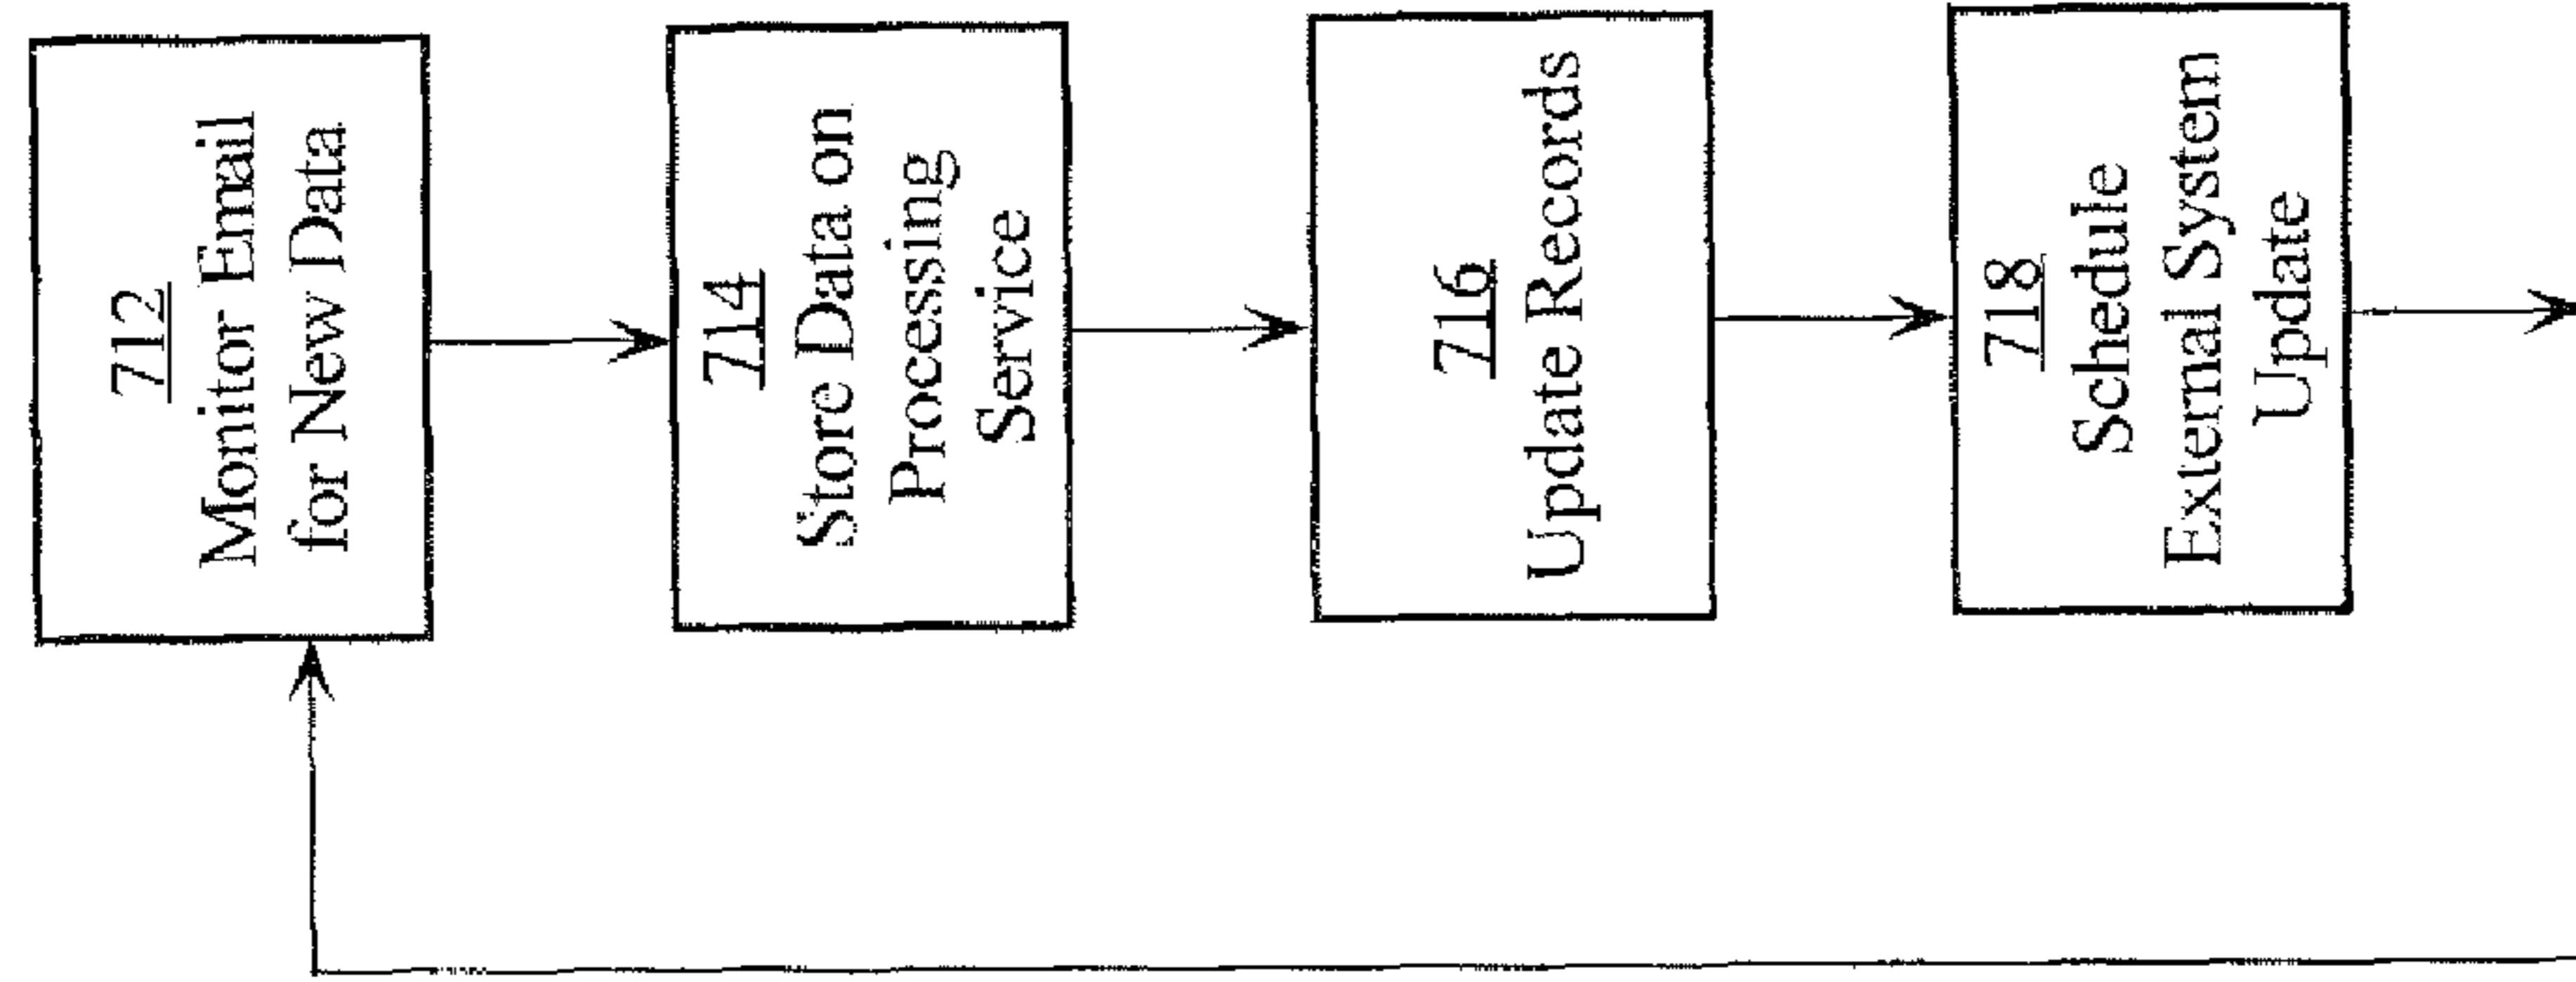 712
Monitor Email
for New Data
714
Store Data on
Processing
Service
716
Update Records
718
Schedule
External System
Update